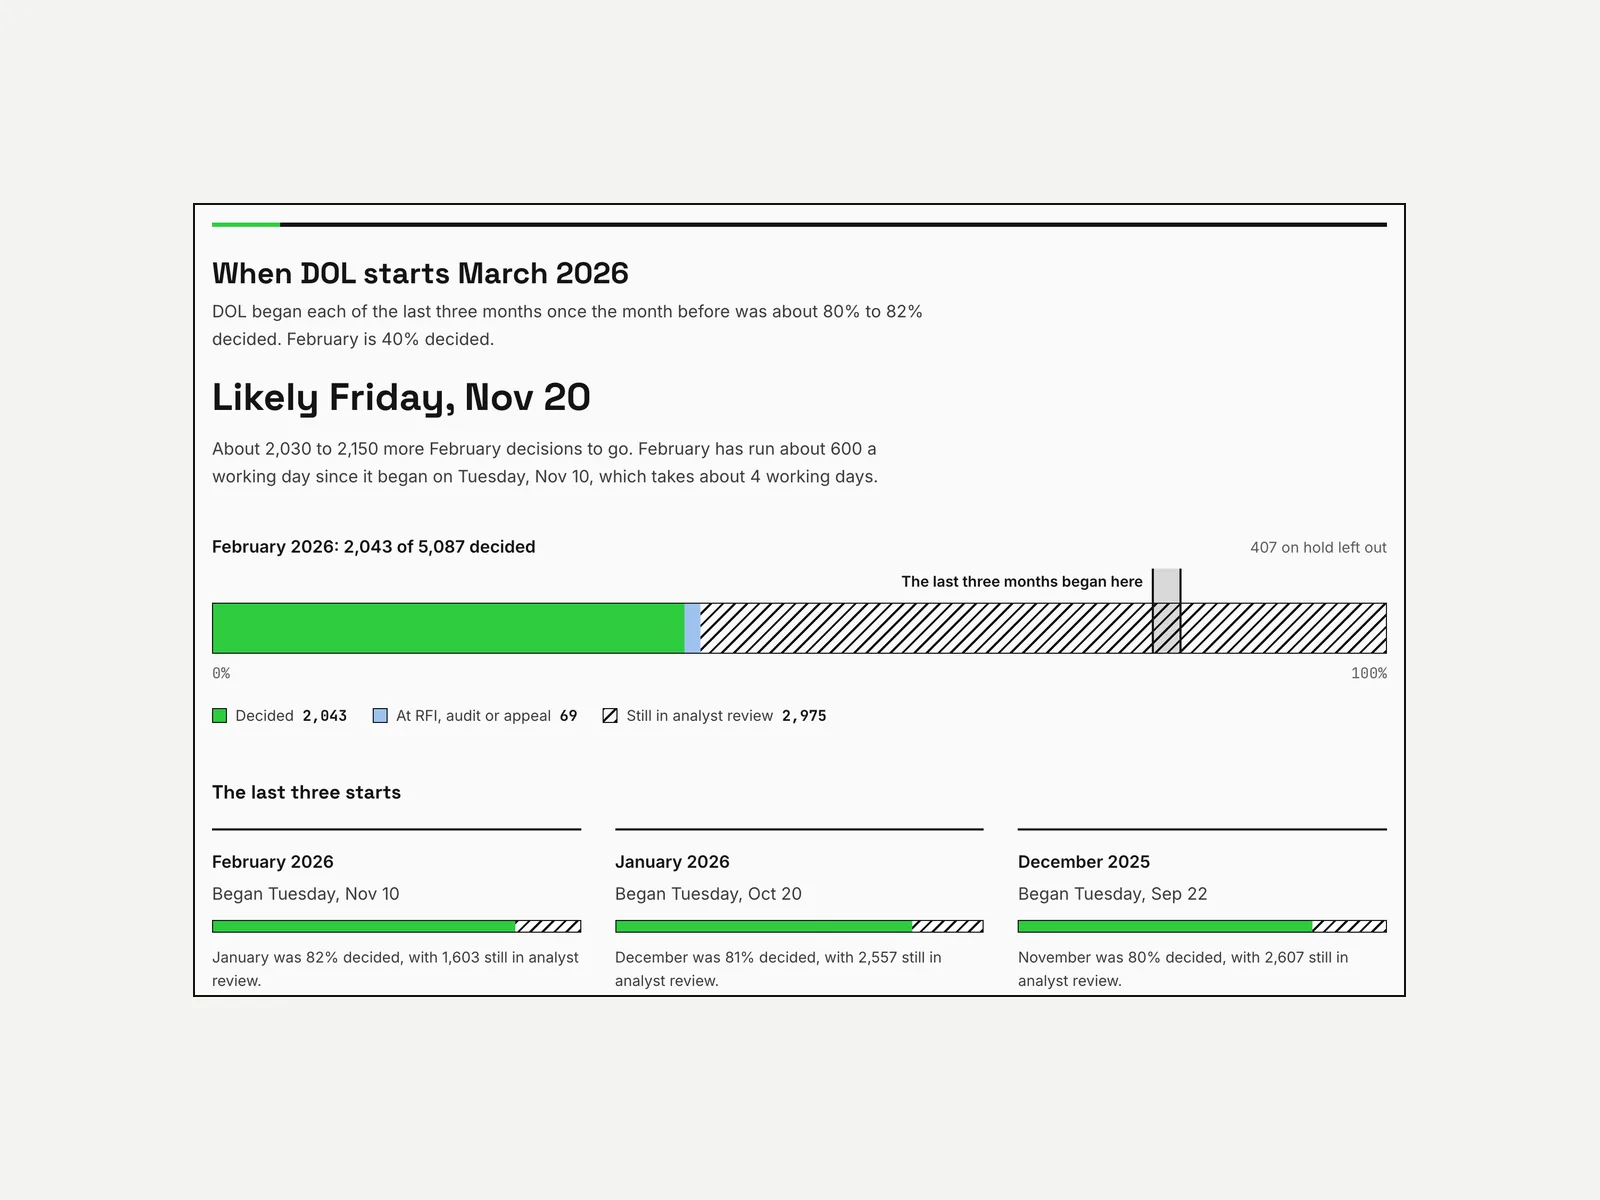 When DOL starts March 2026
DOL began each of the last three months once the month before was about 80% to 82%
decided. February is 40% decided.
Likely Friday, Nov 20
About 2,030 to 2,150 more February decisions to go. February has run about 600 a
working day since it began on Tuesday, Nov 10, which takes about 4 working days.
February 2026: 2,043 of 5,087 decided
407 on hold left out
The last three months began here
0%
100%
Decided 2,043
At RFI, audit or appeal 69
Still in analyst review 2,975
The last three starts
February 2026
Began Tuesday, Nov 10
January was 82% decided, with 1,603 still in analyst
review.
January 2026
Began Tuesday, Oct 20
December was 81% decided, with 2,557 still in
analyst review.
December 2025
Began Tuesday, Sep 22
November was 80% decided, with 2,607 still in
analyst review.